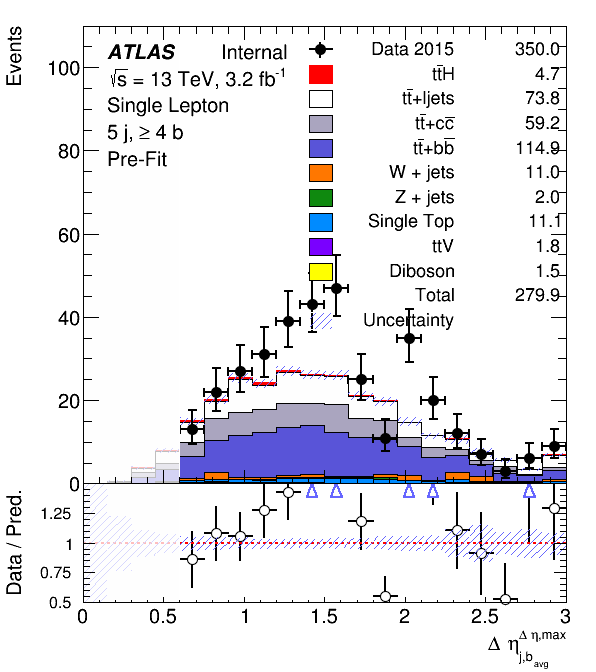 Events
ATLAS Internal
√s = 13 TeV, 3.2 fb⁻¹
Single Lepton
5 j, ≥ 4 b
Pre-Fit
Data 2015 350.0
tt̄H 4.7
tt̄+ljets 73.8
tt̄+cc̄ 59.2
tt̄+bb̄ 114.9
W + jets 11.0
Z + jets 2.0
Single Top 11.1
ttV 1.8
Diboson 1.5
Total 279.9
Uncertainty
100
80
60
40
20
0
Data / Pred.
1.25
1
0.75
0.5
0 0.5 1 1.5 2 2.5 3
Δ η j,b avg Δ η,max